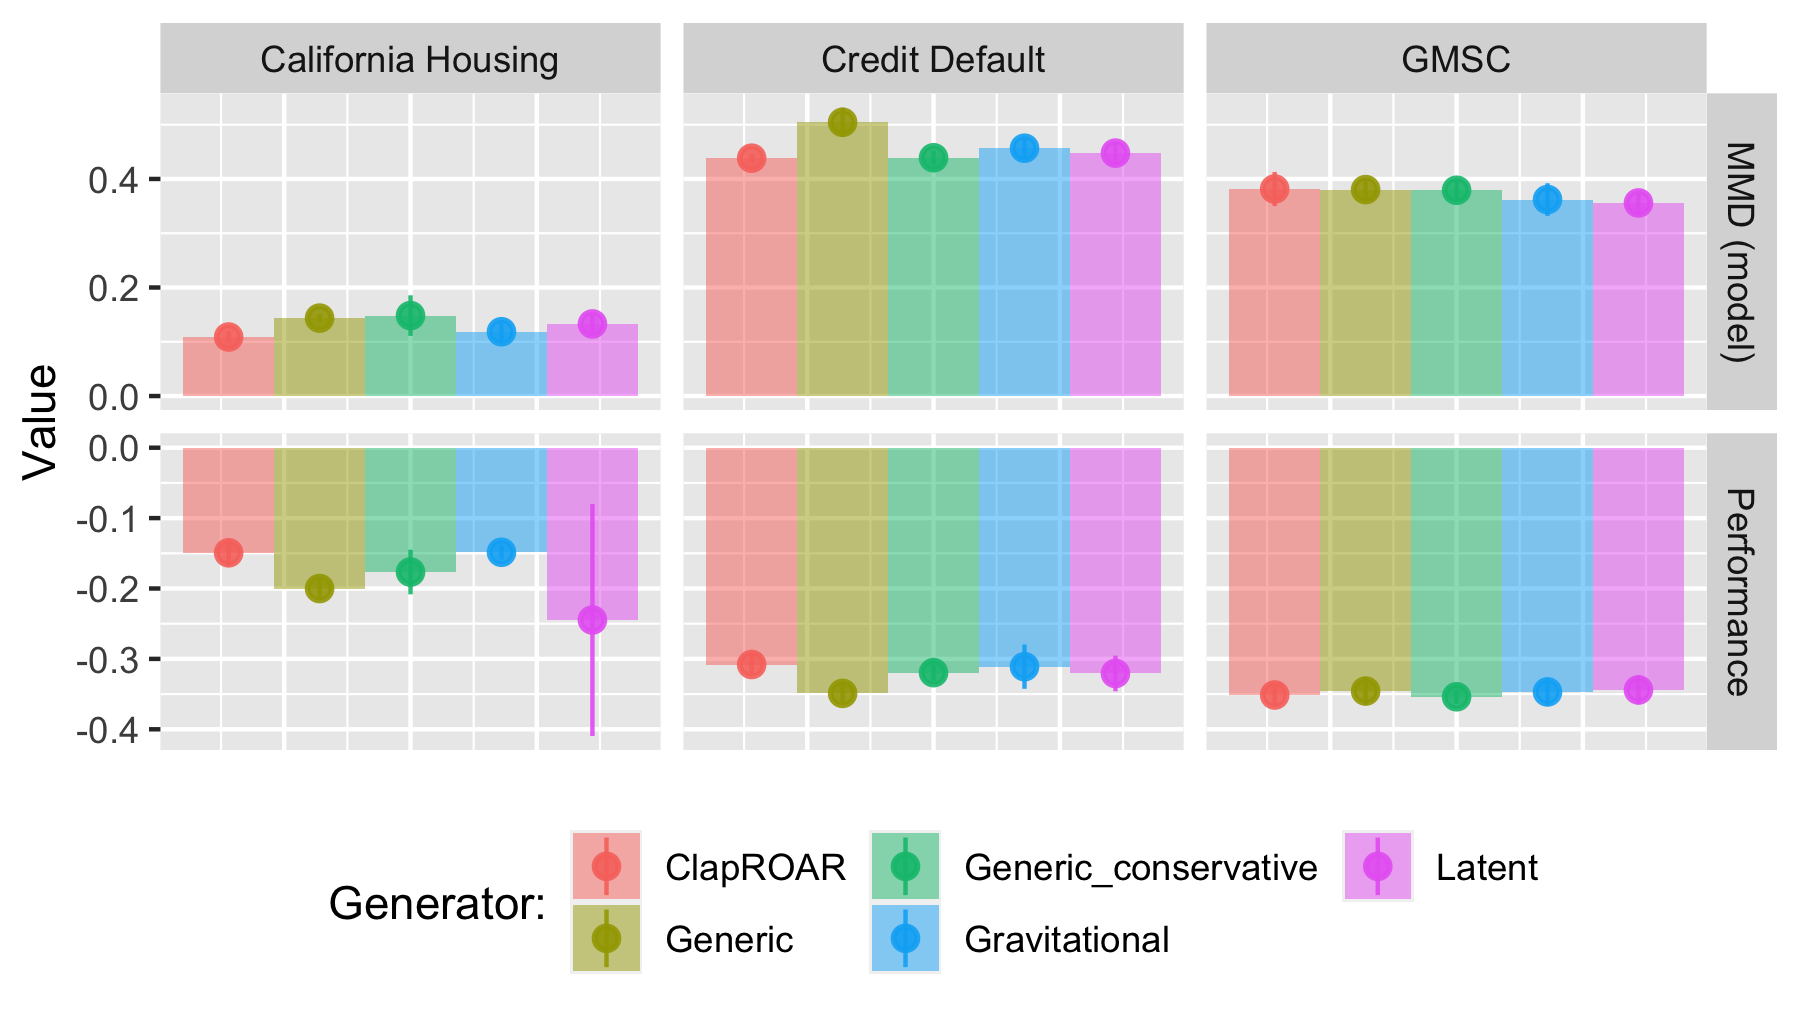 California Housing
Credit Default
GMSC
MMD (model)
0.4
0.2
0.0
Value
Performance
0.0
-0.1
-0.2
-0.3
-0.4
Generator:
ClapROAR
Generic_conservative
Latent
Generic
Gravitational